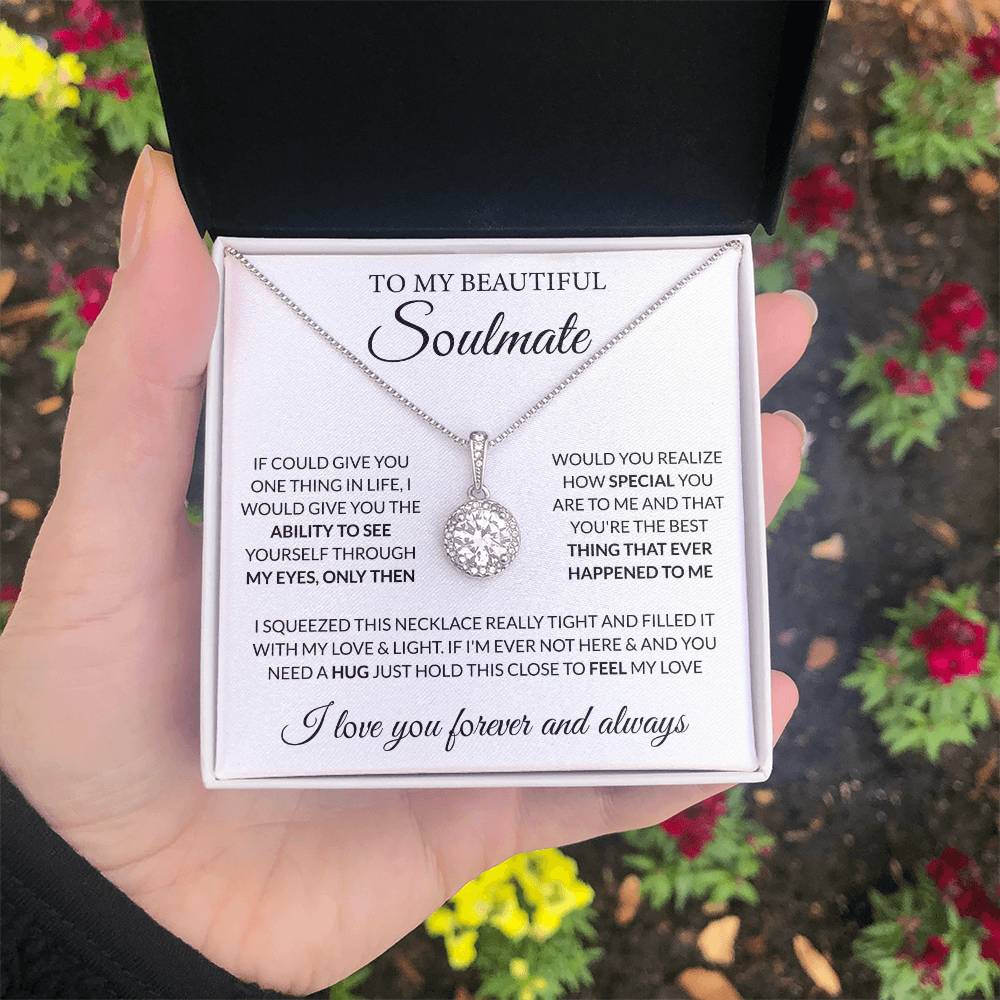 TO MY BEAUTIFUL
Soulmate
IF COULD GIVE YOU
ONE THING IN LIFE, I
WOULD GIVE YOU THE
ABILITY TO SEE
YOURSELF THROUGH
MY EYES, ONLY THEN
WOULD YOU REALIZE
HOW SPECIAL YOU
ARE TO ME AND THAT
YOU'RE THE BEST
THING THAT EVER
HAPPENED TO ME
I SQUEEZED THIS NECKLACE REALLY TIGHT AND FILLED IT
WITH MY LOVE & LIGHT. IF I'M EVER NOT HERE & AND YOU
NEED A HUG JUST HOLD THIS CLOSE TO FEEL MY LOVE
I love you forever and always